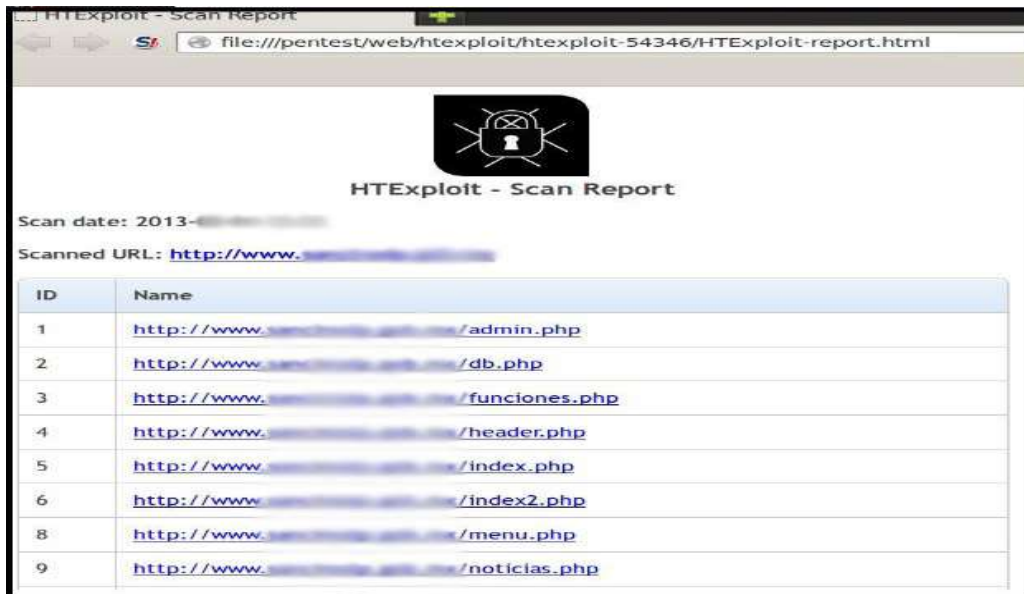 HTExploit - Scan Report
file:///pentest/web/htexploit/htexploit-54346/HTExploit-report.html
HTExploit - Scan Report
Scan date: 2013-
Scanned URL: http://www.
ID Name
1 http://www. /admin.php
2 http://www. /db.php
3 http://www. /funciones.php
4 http://www. /header.php
5 http://www. /index.php
6 http://www. /index2.php
8 http://www. /menu.php
9 http://www. /noticias.php